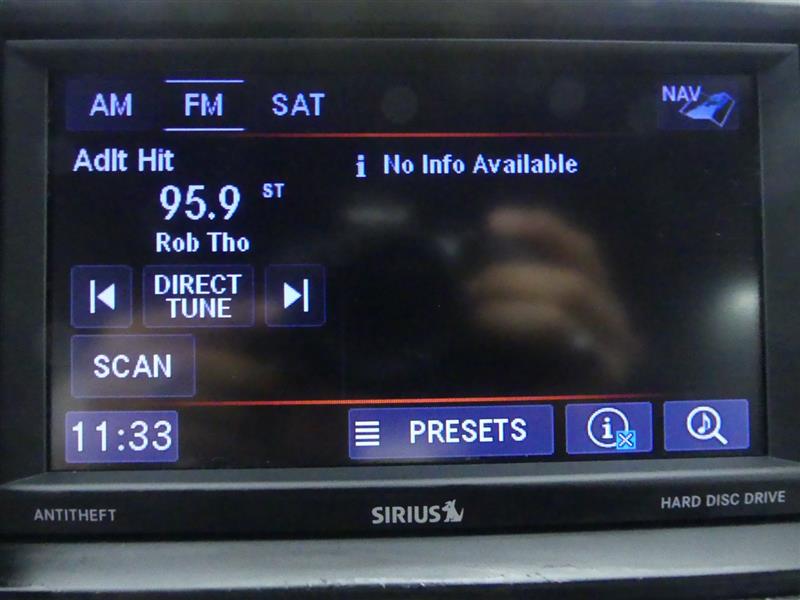 AM FM SAT NAV
Adlt Hit
i No Info Available
95.9 ST
Rob Tho
DIRECT
TUNE
SCAN
11:33
PRESETS
i
ANTITHEFT
SIRIUS
HARD DISC DRIVE